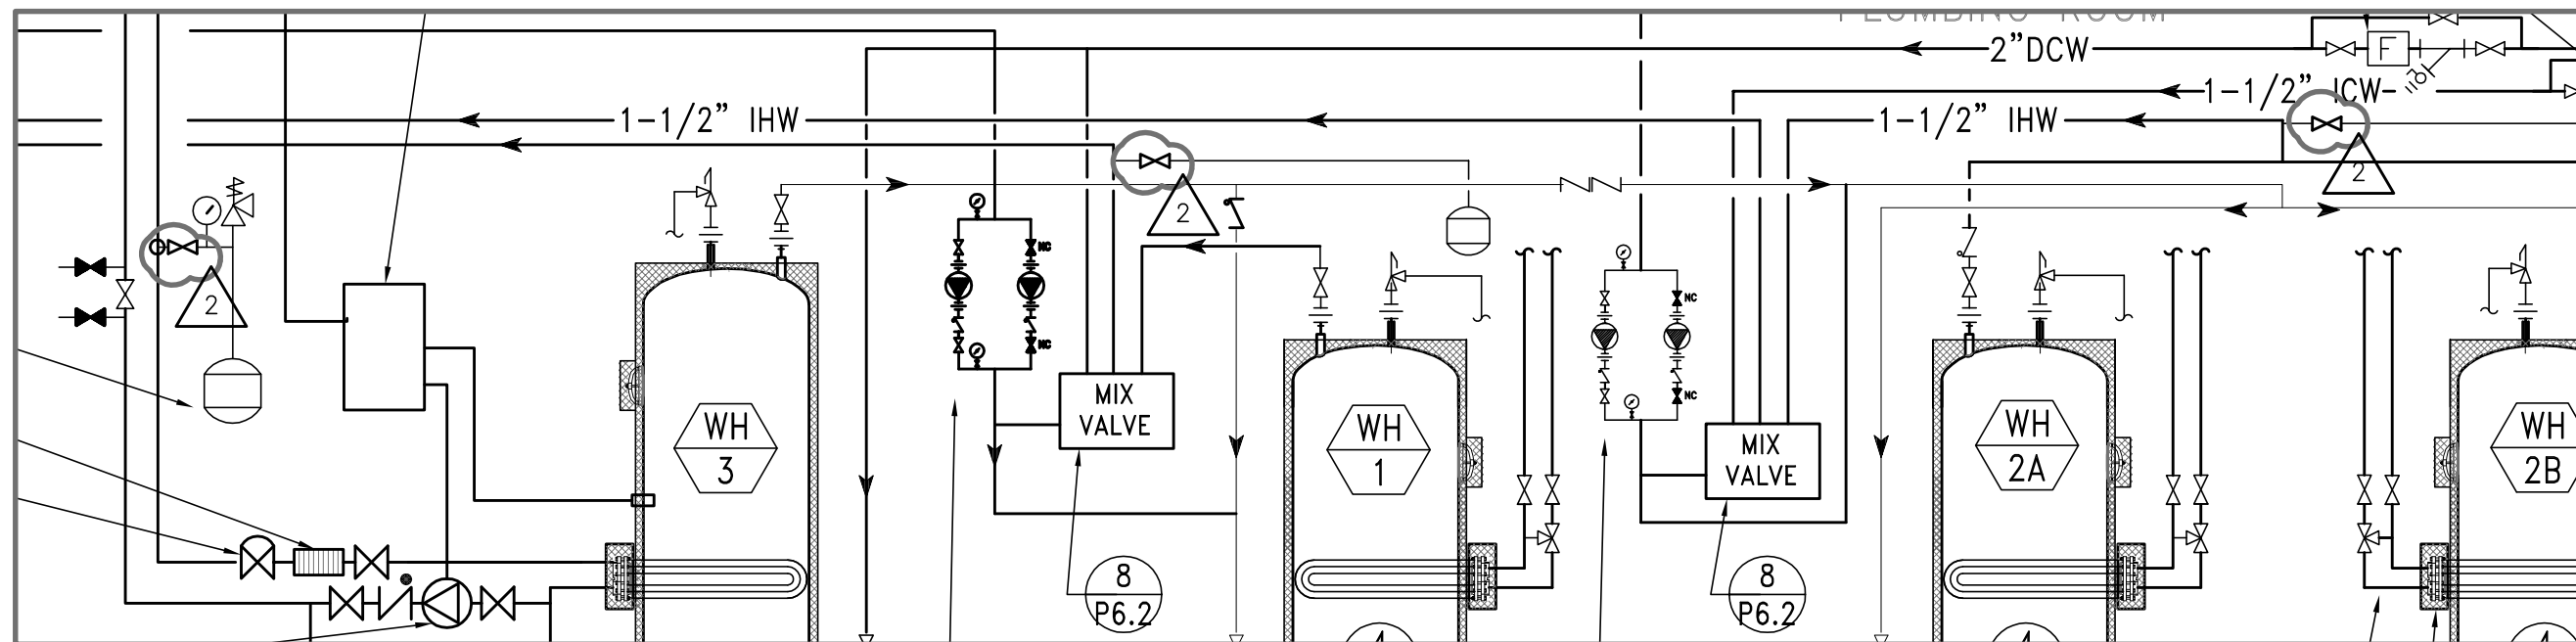 2"DCW
F
1-1/2" ICW
1-1/2" IHW
1-1/2" IHW
2
2
2
NC
NC
NC
NC
MIX
VALVE
MIX
VALVE
WH
3
WH
1
WH
2A
WH
2B
8
P6.2
8
P6.2